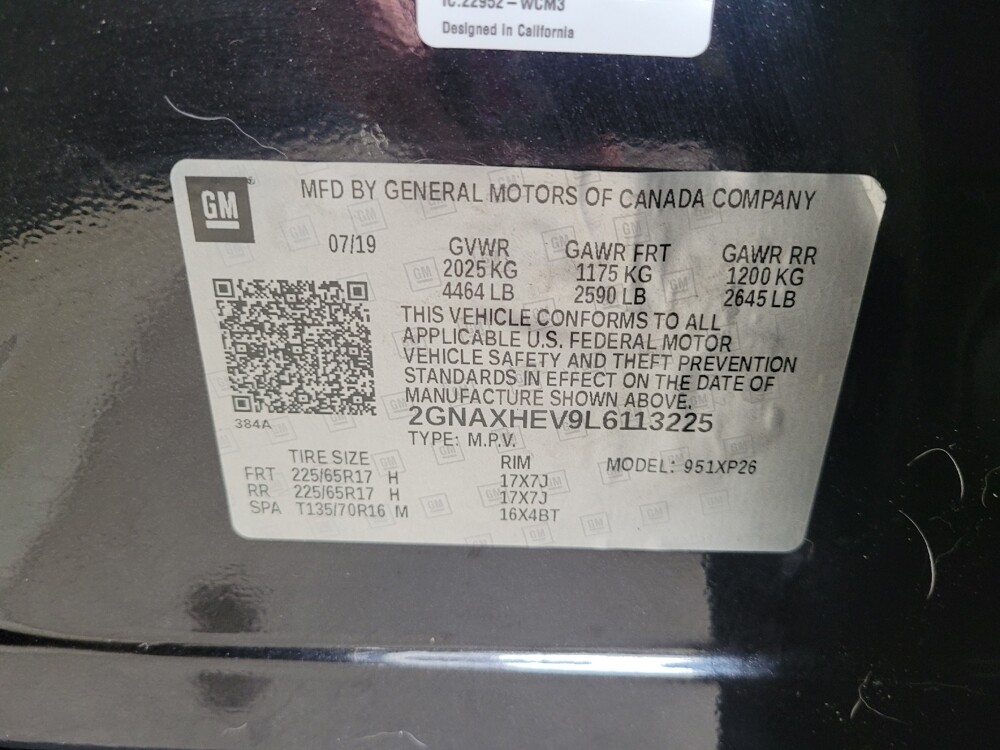 IC:22952-WCM3
Designed in California
GM
MFD BY GENERAL MOTORS OF CANADA COMPANY
07/19 GVWR GAWR FRT GAWR RR
2025 KG 1175 KG 1200 KG
4464 LB 2590 LB 2645 LB
THIS VEHICLE CONFORMS TO ALL
APPLICABLE U.S. FEDERAL MOTOR
VEHICLE SAFETY AND THEFT PREVENTION
STANDARDS IN EFFECT ON THE DATE OF
MANUFACTURE SHOWN ABOVE.
384A
2GNAXHEV9L6113225
TYPE: M.P.V.
TIRE SIZE RIM MODEL: 951XP26
FRT 225/65R17 H 17X7J
RR 225/65R17 H 17X7J
SPA T135/70R16 M 16X4BT